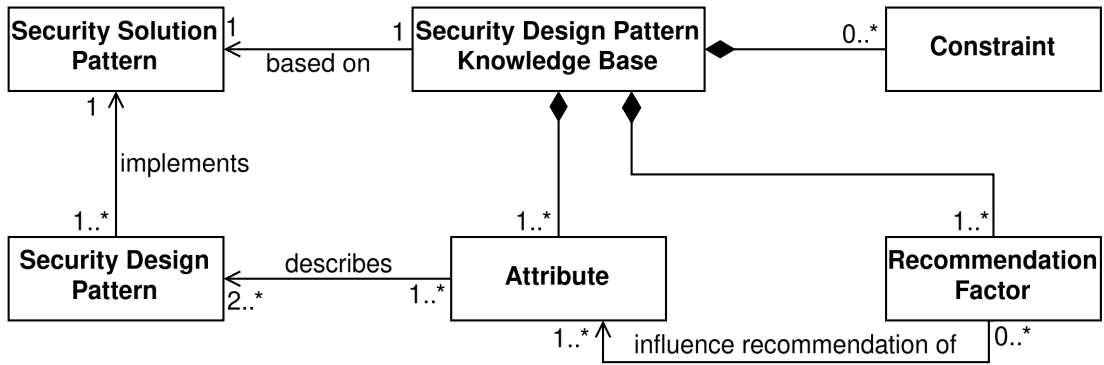 Security Solution
Pattern
1
based on
1
Security Design Pattern
Knowledge Base
0..*
Constraint
1
implements
1..*
1..*
1..*
Security Design
Pattern
describes
2..*
1..*
Attribute
Recommendation
Factor
1..*
influence recommendation of
0..*